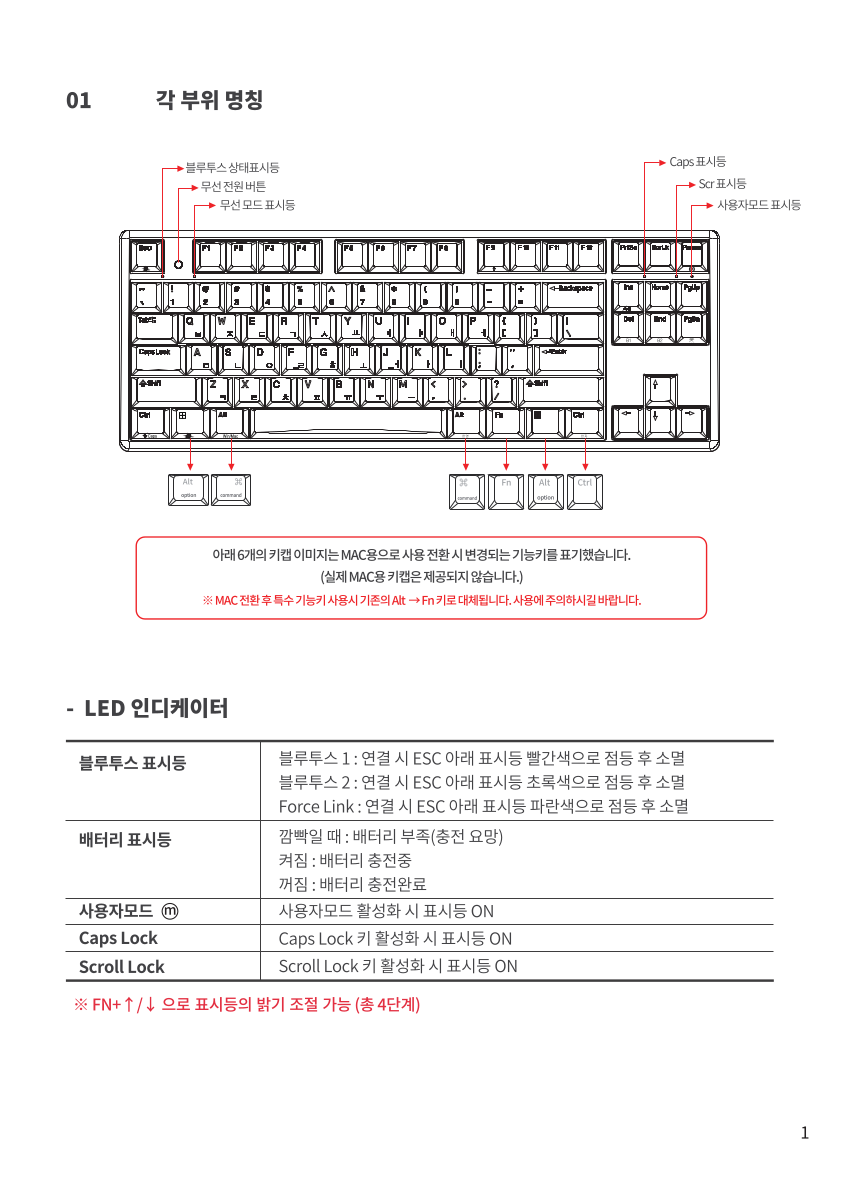 01 각 부위 명칭
블루투스 상태표시등
무선 전원 버튼
무선 모드 표시등
Caps 표시등
Scr 표시등
사용자모드 표시등
Esc F1 F2 F3 F4 F5 F6 F7 F8 F9 F10 F11 F12 PrtSc ScrLk Pause
~ ! @ # $ % ^ & * ( ) _ + ← Backspace Ins Home PgUp
` 1 2 3 4 5 6 7 8 9 0 - =
Tab Q W E R T Y U I O P { } | Del End PgDn
ㅂ ㅈ ㄷ ㄱ ㅅ ㅛ ㅕ ㅑ ㅐ ㅔ [ ] \
Caps Lock A S D F G H J K L : " ↵Enter
ㅁ ㄴ ㅇ ㄹ ㅎ ㅗ ㅓ ㅏ ㅣ ; '
⇧Shift Z X C V B N M < > ? ⇧Shift ↑
ㅋ ㅌ ㅊ ㅍ ㅠ ㅜ ㅡ , . /
Ctrl Alt Alt Fn Ctrl ← ↓ →
Caps Win/Mac
Alt ⌘ ⌘ Fn Alt Ctrl
option command command option
아래 6개의 키캡 이미지는 MAC용으로 사용 전환 시 변경되는 기능키를 표기했습니다.
(실제 MAC용 키캡은 제공되지 않습니다.)
※ MAC 전환 후 특수 기능키 사용시 기존의 Alt → Fn 키로 대체됩니다. 사용에 주의하시길 바랍니다.
- LED 인디케이터
블루투스 표시등
블루투스 1 : 연결 시 ESC 아래 표시등 빨간색으로 점등 후 소멸
블루투스 2 : 연결 시 ESC 아래 표시등 초록색으로 점등 후 소멸
Force Link : 연결 시 ESC 아래 표시등 파란색으로 점등 후 소멸
배터리 표시등
깜빡일 때 : 배터리 부족(충전 요망)
켜짐 : 배터리 충전중
꺼짐 : 배터리 충전완료
사용자모드 ⓜ 사용자모드 활성화 시 표시등 ON
Caps Lock Caps Lock 키 활성화 시 표시등 ON
Scroll Lock Scroll Lock 키 활성화 시 표시등 ON
※ FN+↑/↓ 으로 표시등의 밝기 조절 가능 (총 4단계)
1